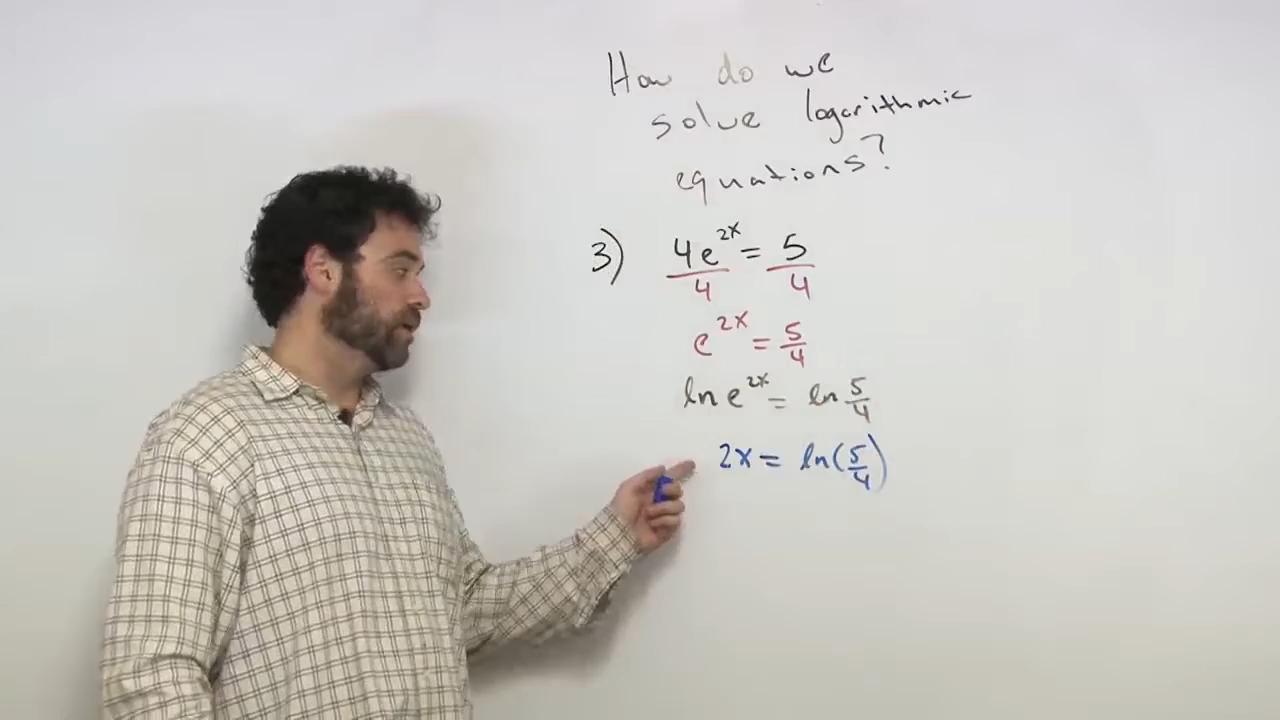 How do we
solve logarithmic
equations?
3) 4e^2x = 5
4 4
e^2x = 5/4
ln e^2x = ln 5/4
2x = ln(5/4)